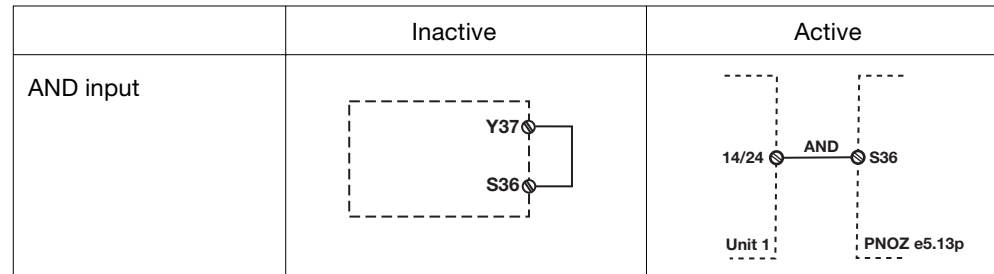 Inactive Active
AND input
Y37
S36
14/24 AND S36
Unit 1 PNOZ e5.13p